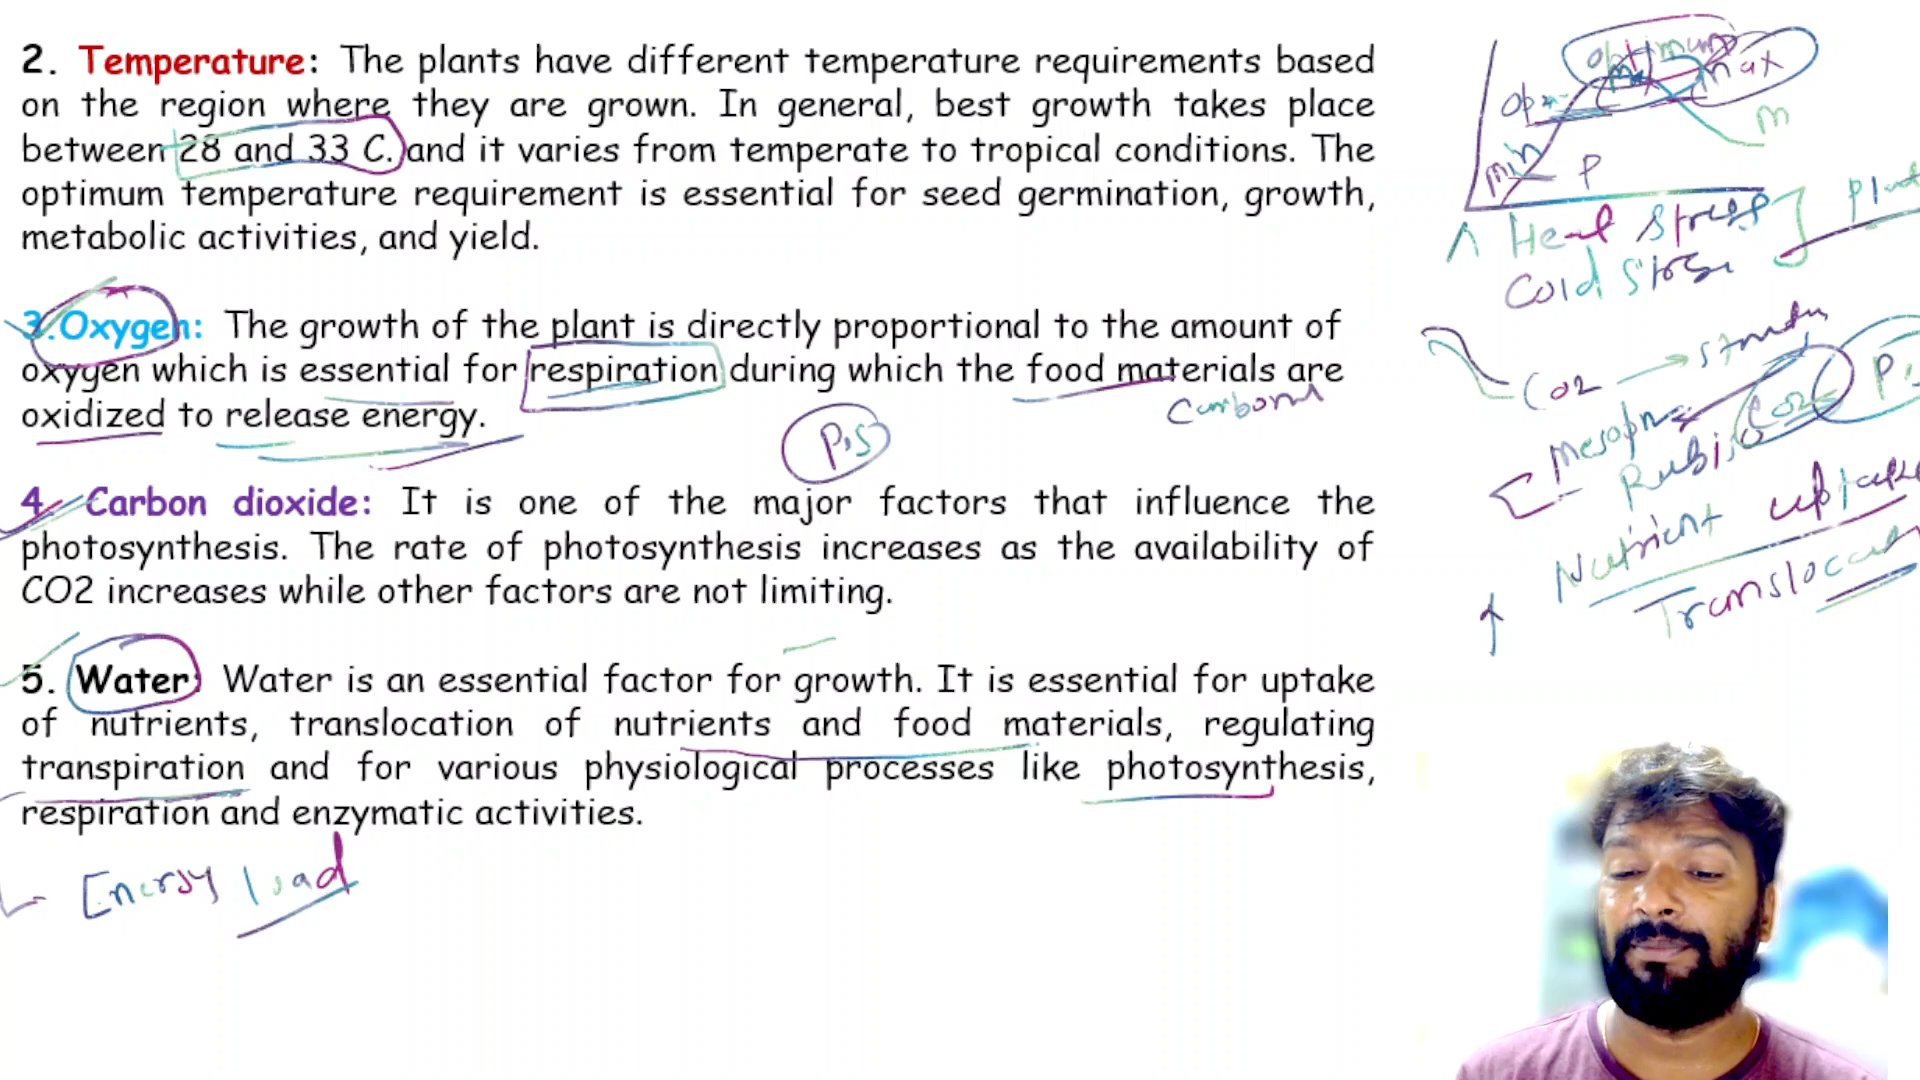 2. Temperature: The plants have different temperature requirements based
on the region where they are grown. In general, best growth takes place
between 28 and 33 C. and it varies from temperate to tropical conditions. The
optimum temperature requirement is essential for seed germination, growth,
metabolic activities, and yield.
3.Oxygen: The growth of the plant is directly proportional to the amount of
oxygen which is essential for respiration during which the food materials are
oxidized to release energy.
P,S
4. Carbon dioxide: It is one of the major factors that influence the
photosynthesis. The rate of photosynthesis increases as the availability of
CO2 increases while other factors are not limiting.
5. Water Water is an essential factor for growth. It is essential for uptake
of nutrients, translocation of nutrients and food materials, regulating
transpiration and for various physiological processes like photosynthesis,
respiration and enzymatic activities.
Energy load
optimum
max
min
P
m
Heat Stress
Cold
CO2
CO2
Nutrient uptake